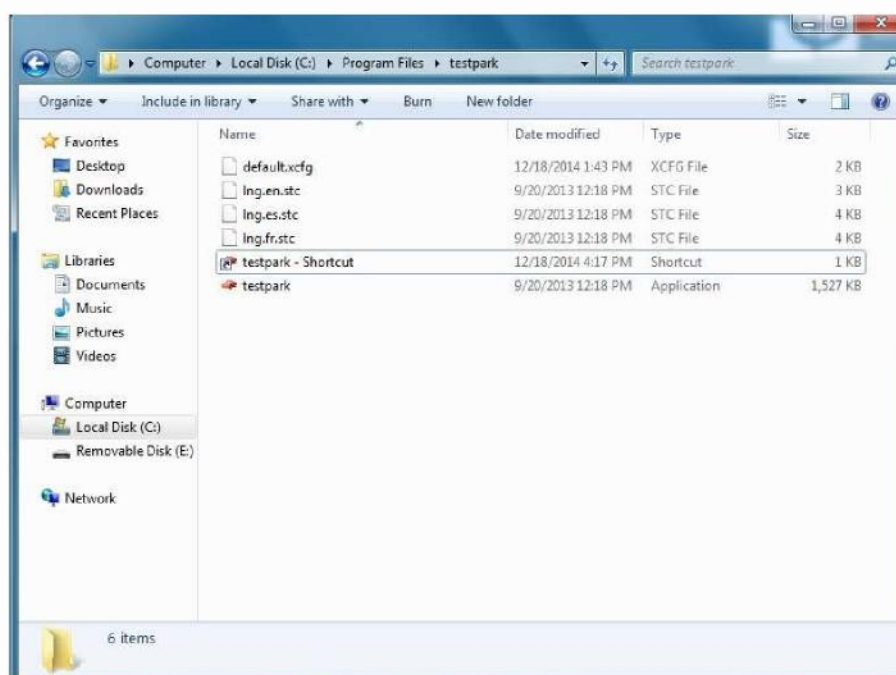 Computer Local Disk (C:) Program Files testpark Search testpark
Organize Include in library Share with Burn New folder
Name Date modified Type Size
Favorites
Desktop
Downloads
Recent Places
Libraries
Documents
Music
Pictures
Videos
Computer
Local Disk (C:)
Removable Disk (E:)
Network
default.xcfg 12/18/2014 1:43 PM XCFG File 2 KB
lng.en.stc 9/20/2013 12:18 PM STC File 3 KB
lng.es.stc 9/20/2013 12:18 PM STC File 4 KB
lng.fr.stc 9/20/2013 12:18 PM STC File 4 KB
testpark - Shortcut 12/18/2014 4:17 PM Shortcut 1 KB
testpark 9/20/2013 12:18 PM Application 1,527 KB
6 items